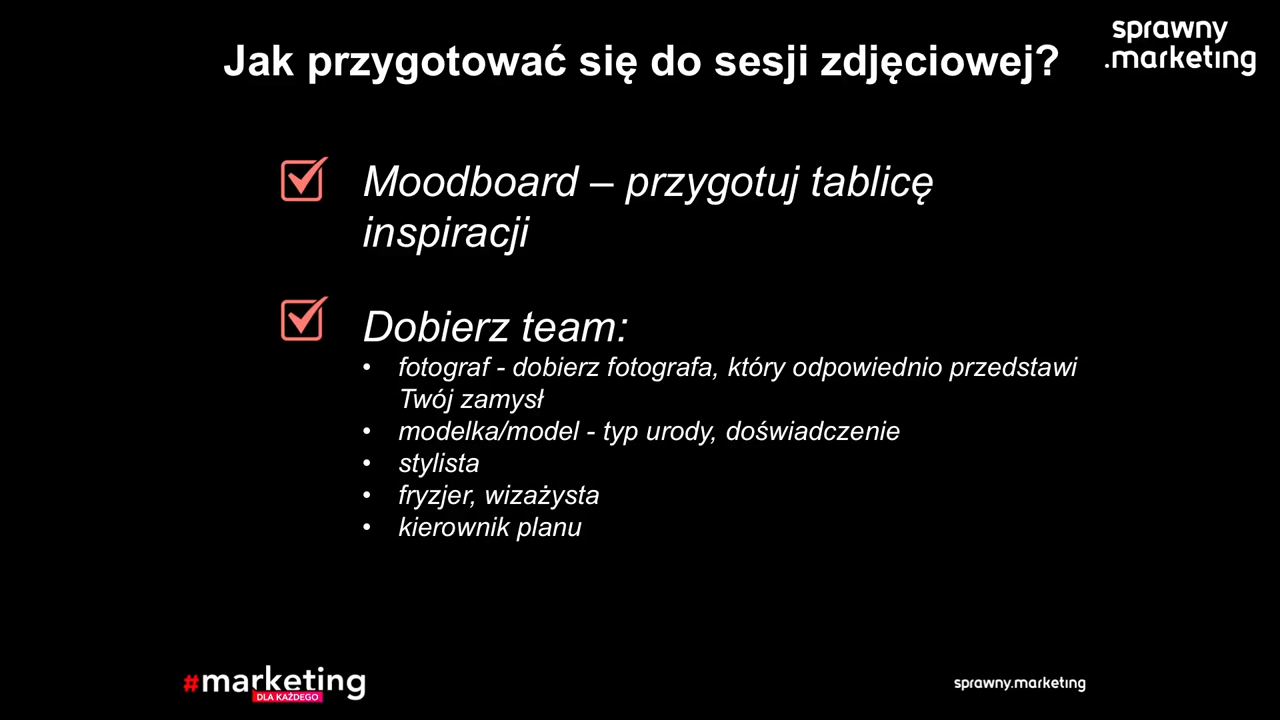 sprawny
.marketing
Jak przygotować się do sesji zdjęciowej?
Moodboard – przygotuj tablicę
inspiracji
Dobierz team:
• fotograf - dobierz fotografa, który odpowiednio przedstawi
Twój zamysł
• modelka/model - typ urody, doświadczenie
• stylista
• fryzjer, wizażysta
• kierownik planu
#marketing
DLA KAŻDEGO
sprawny.marketing